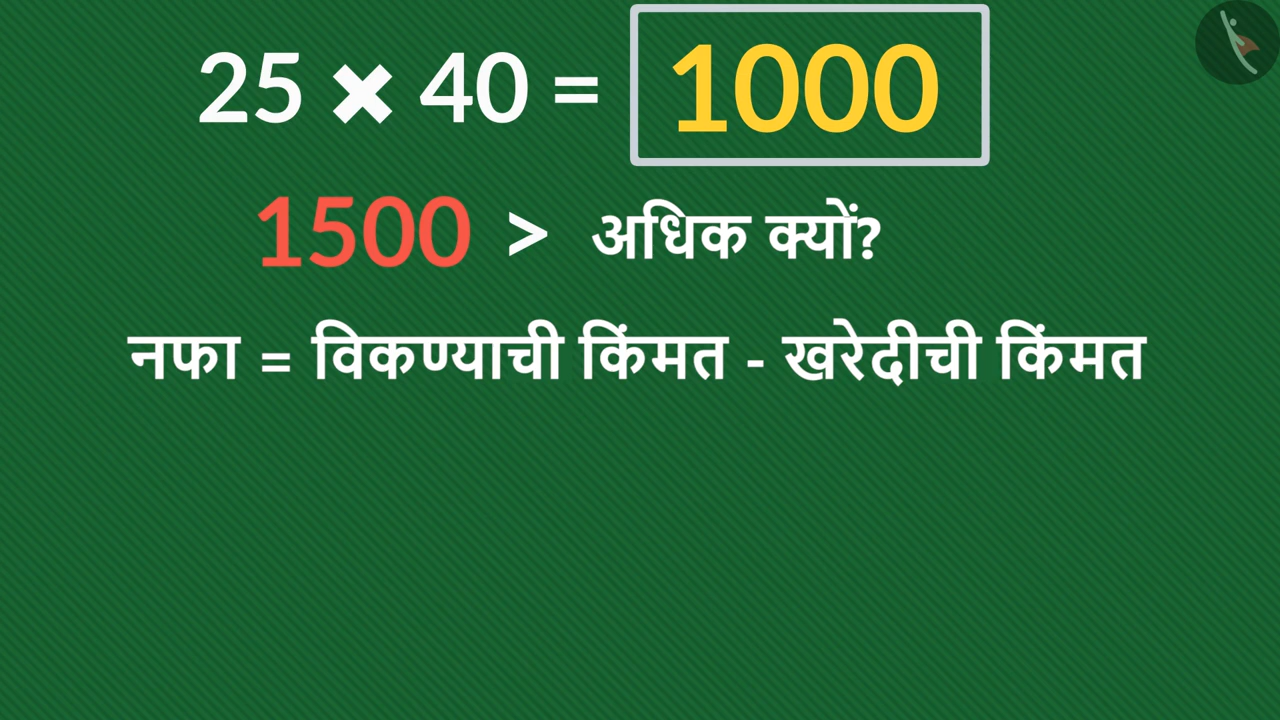 25 × 40 = 1000
1500 > अधिक क्यों?
नफा = विकण्याची किंमत - खरेदीची किंमत